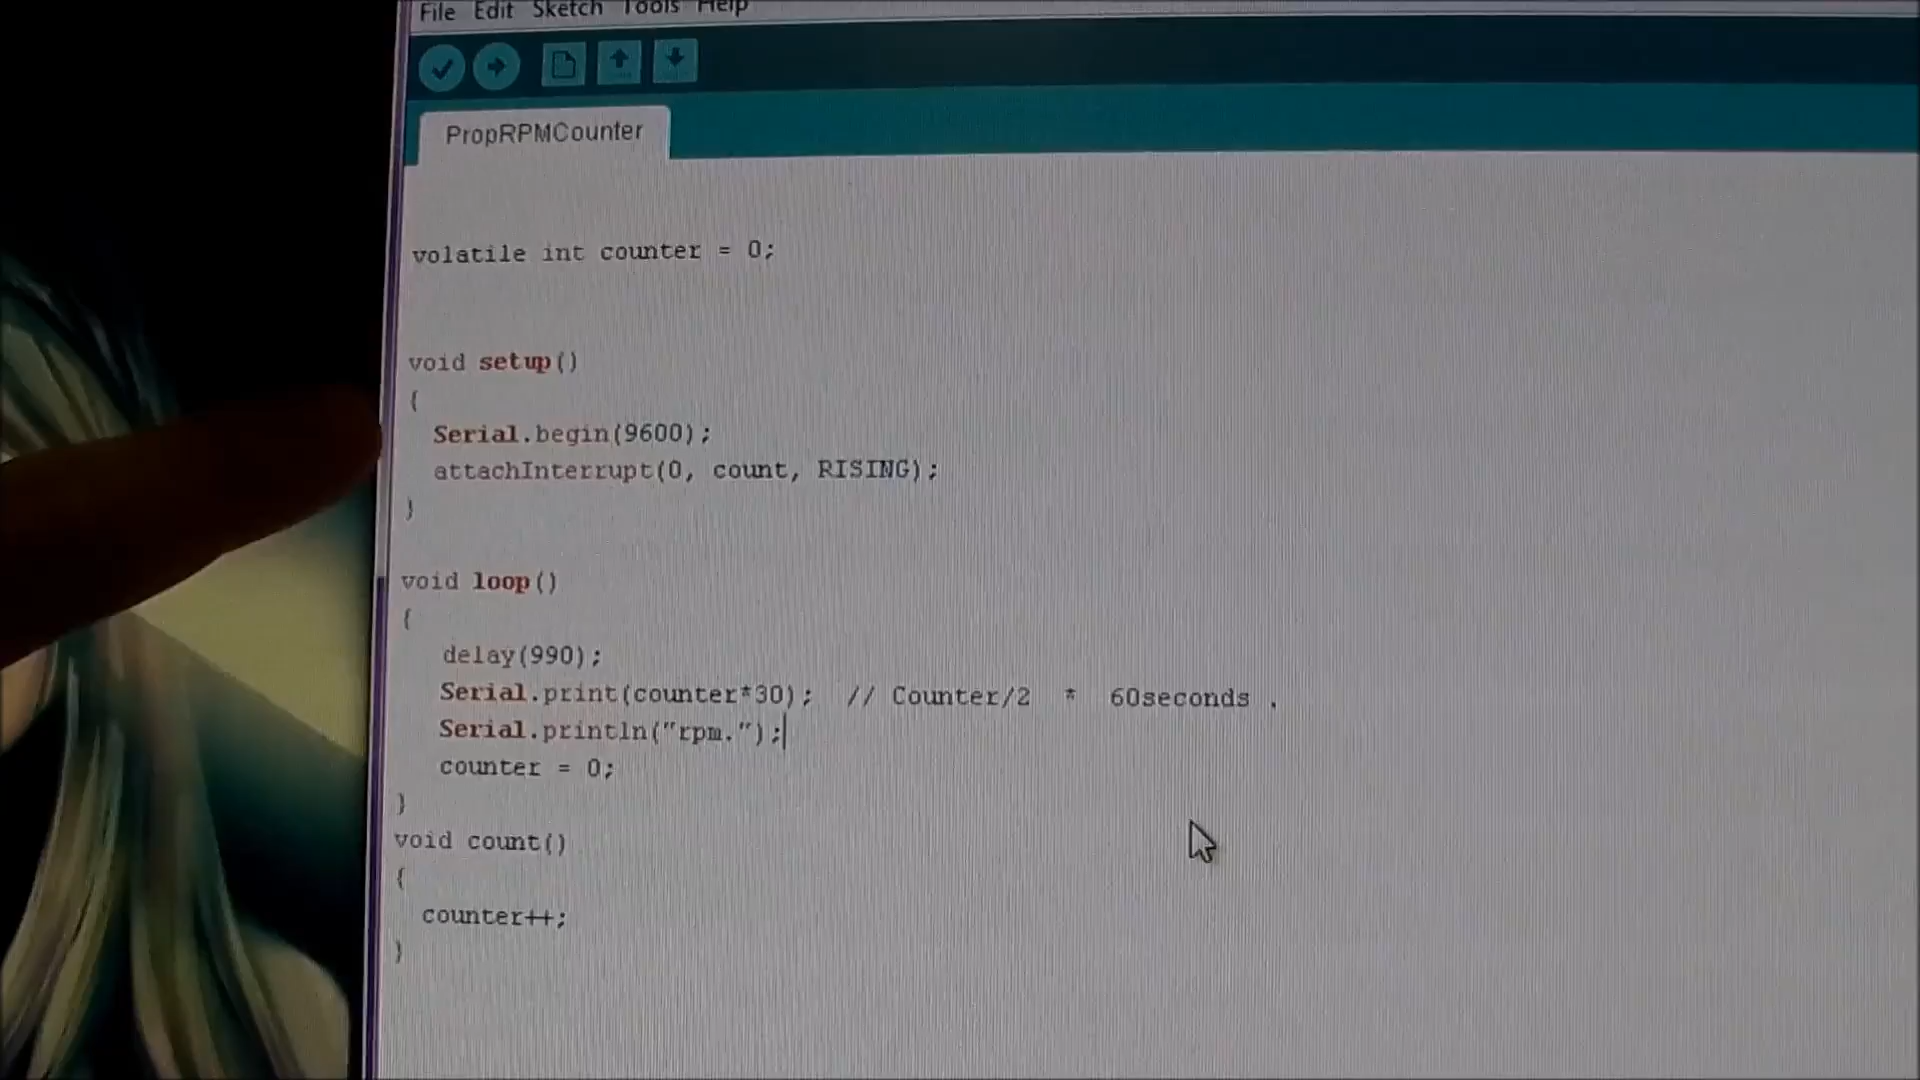 File Edit Sketch Tools Help
PropRPMCounter
volatile int counter = 0;
void setup()
{
Serial.begin(9600);
attachInterrupt(0, count, RISING);
}
void loop()
{
delay(990);
Serial.print(counter*30); // Counter/2 * 60seconds .
Serial.println("rpm.");
counter = 0;
}
void count()
{
counter++;
}